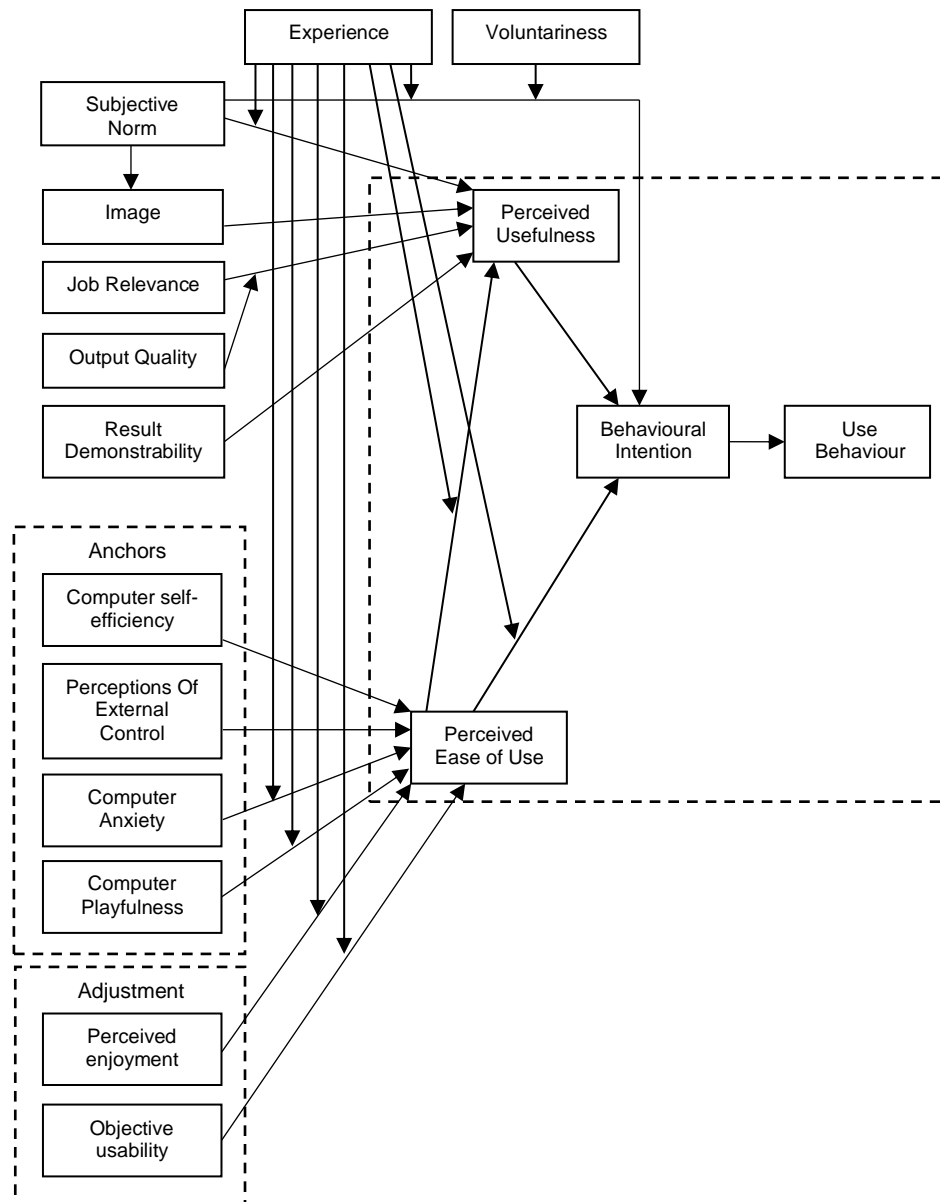 Experience
Voluntariness
Subjective
Norm
Image
Perceived
Usefulness
Job Relevance
Output Quality
Result
Demonstrability
Behavioural
Intention
Use
Behaviour
Anchors
Computer self-
efficiency
Perceptions Of
External
Control
Perceived
Ease of Use
Computer
Anxiety
Computer
Playfulness
Adjustment
Perceived
enjoyment
Objective
usability